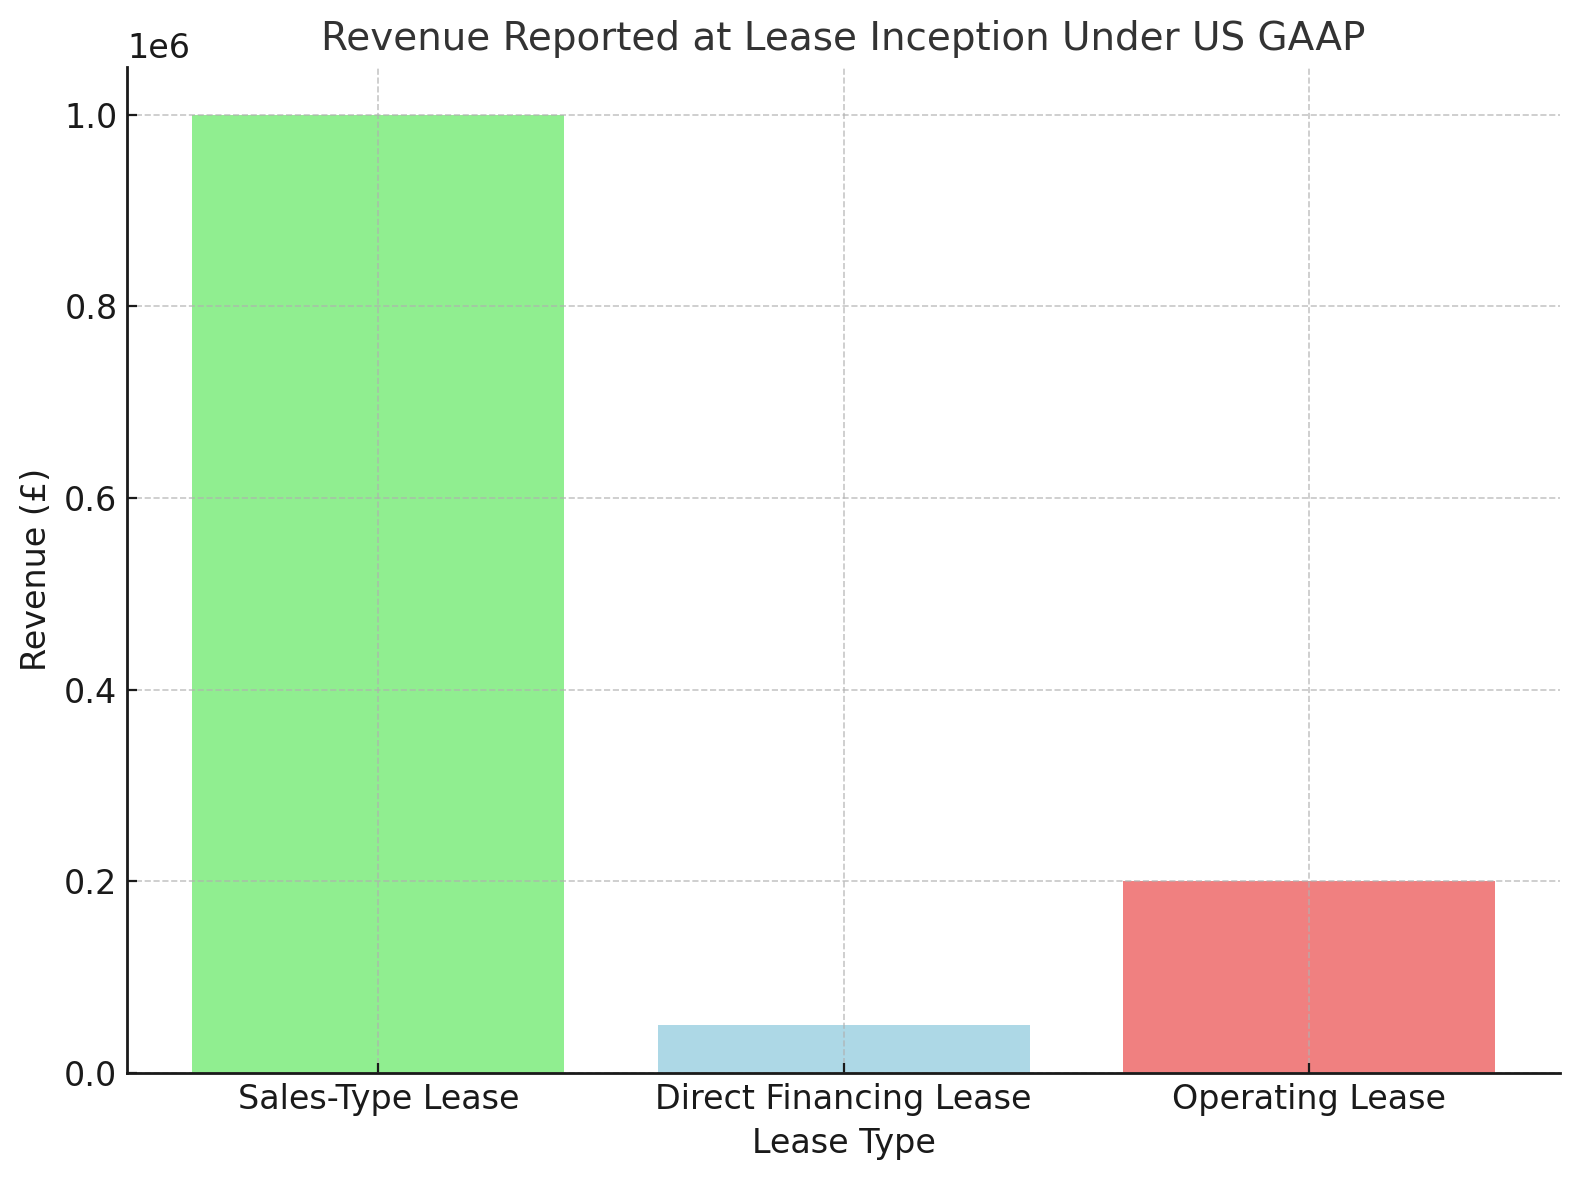 Revenue Reported at Lease Inception Under US GAAP
1e6
1.0
0.8
0.6
0.4
0.2
0.0
Revenue (£)
Sales-Type Lease
Direct Financing Lease
Operating Lease
Lease Type